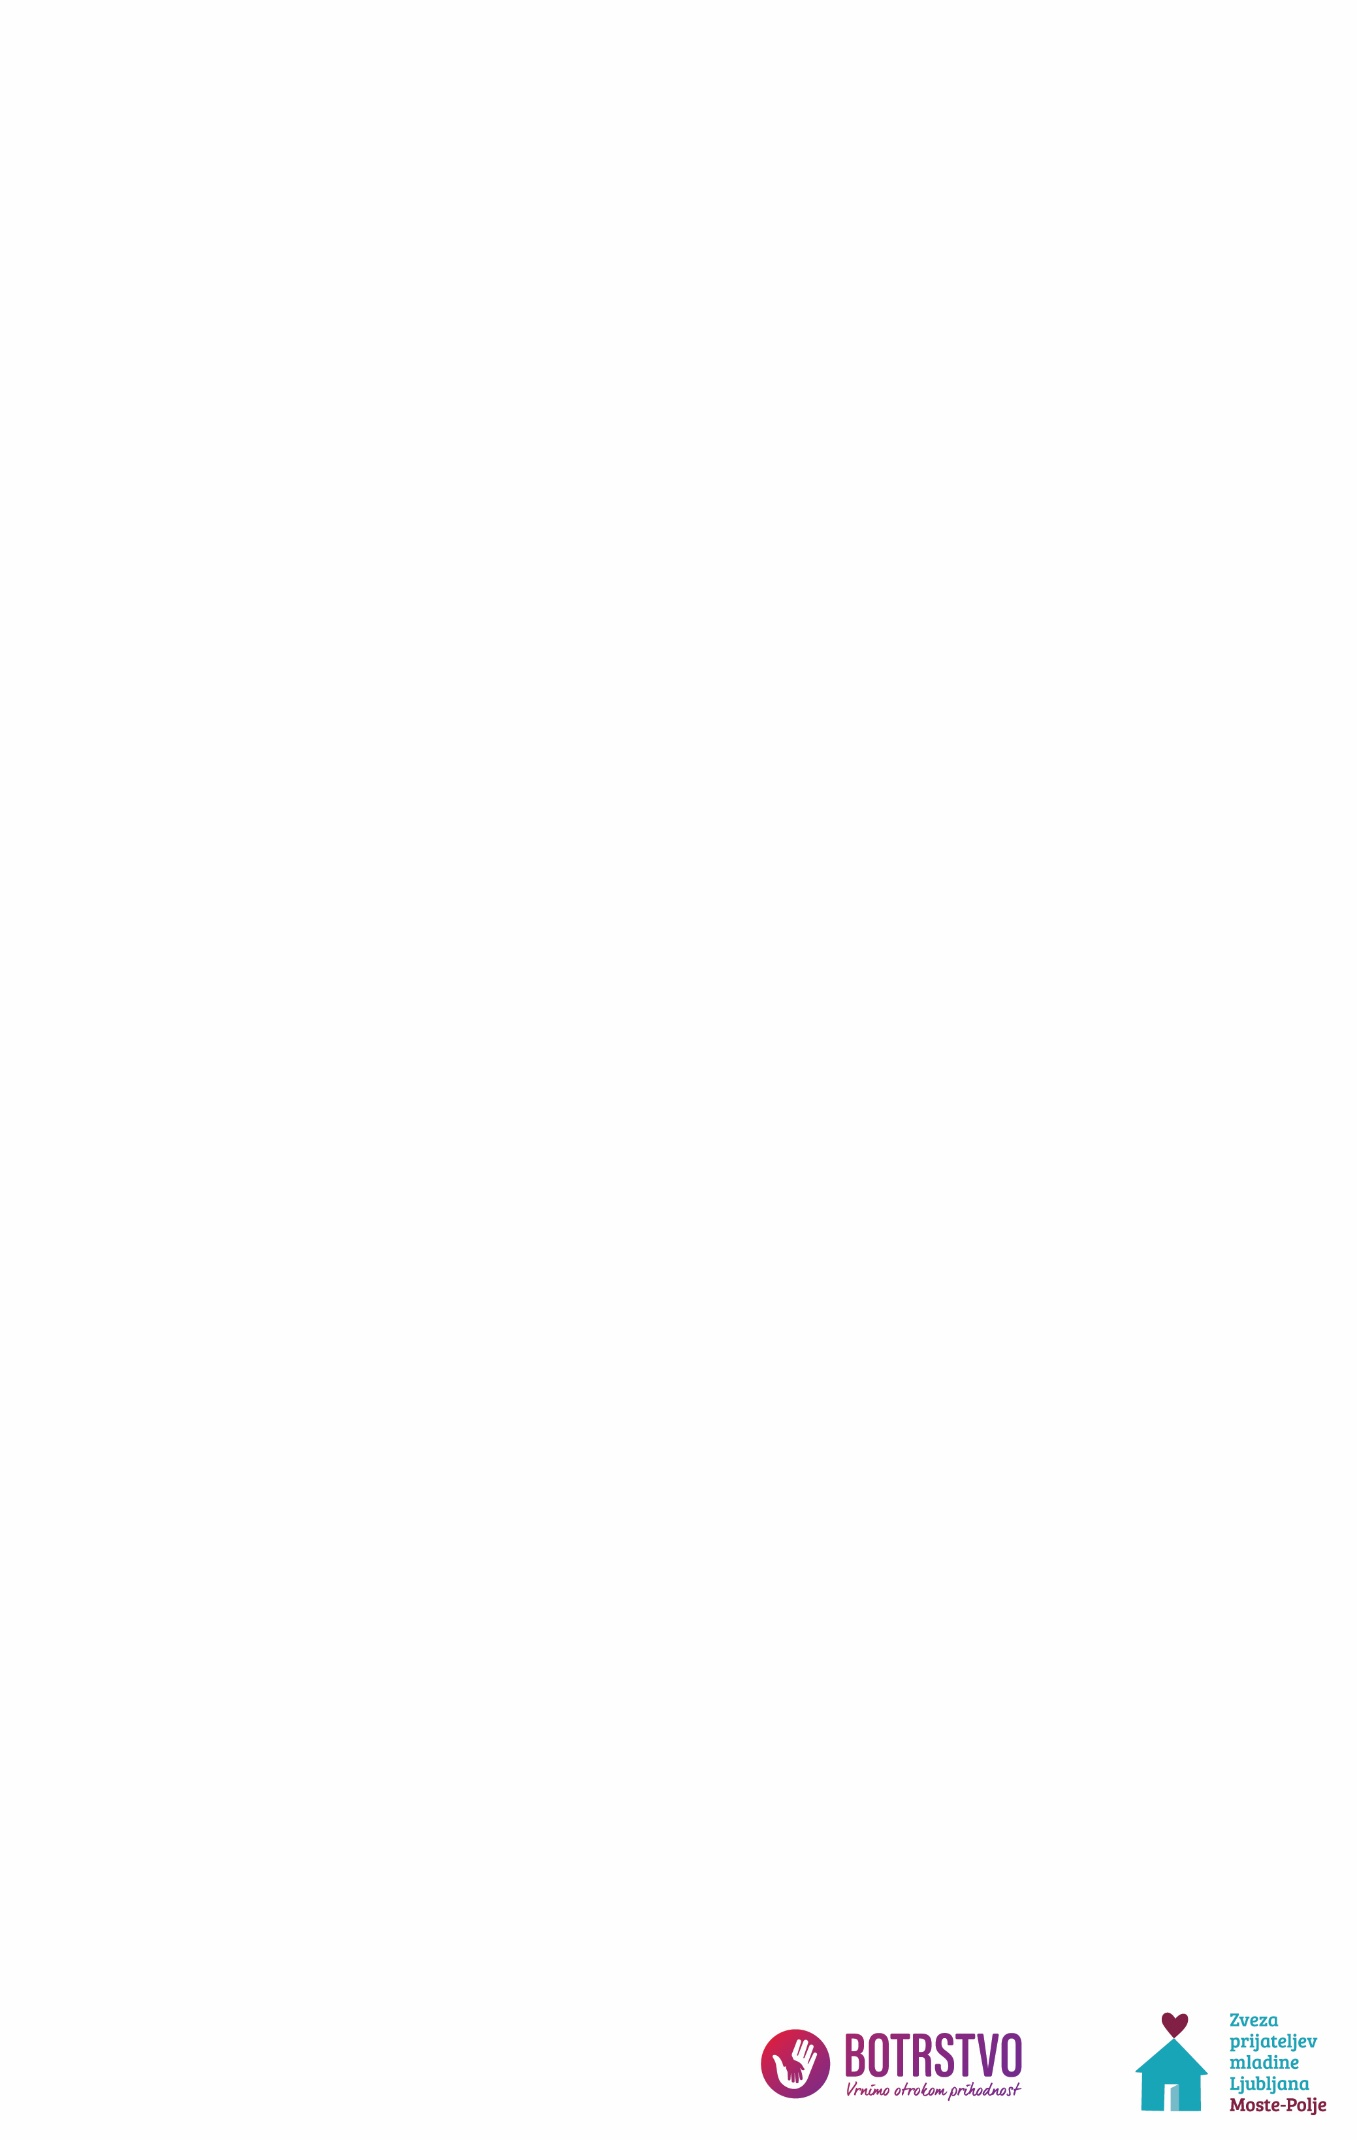 BOTRSTVO
Vrnimo otrokom prihodnost
Zveza
prijateljev
mladine
Ljubljana
Moste-Polje